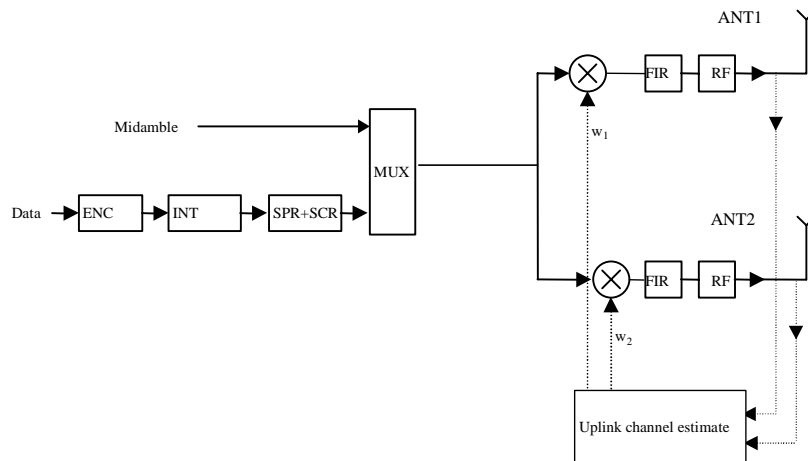 ANT1
FIR
RF
Midamble
w1
MUX
Data
ENC
INT
SPR+SCR
ANT2
FIR
RF
w2
Uplink channel estimate